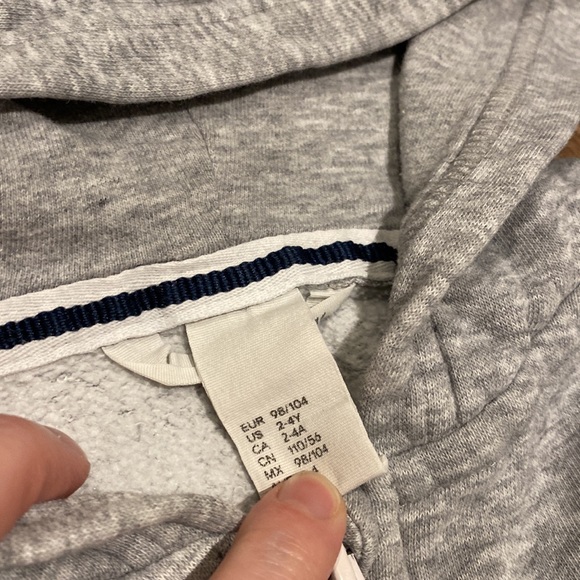 EUR 98/104
US 2-4Y
CA 2-4A
CN 110/56
MX 98/104